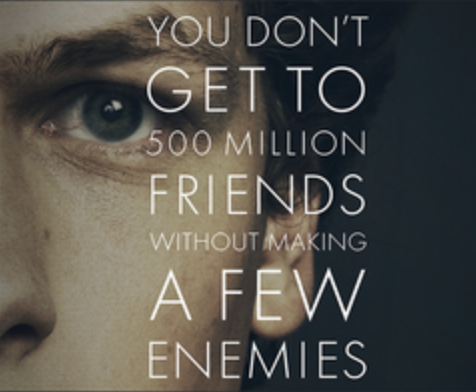 YOU DON'T
GET TO
500 MILLION
FRIENDS
WITHOUT MAKING
A FEW
ENEMIES